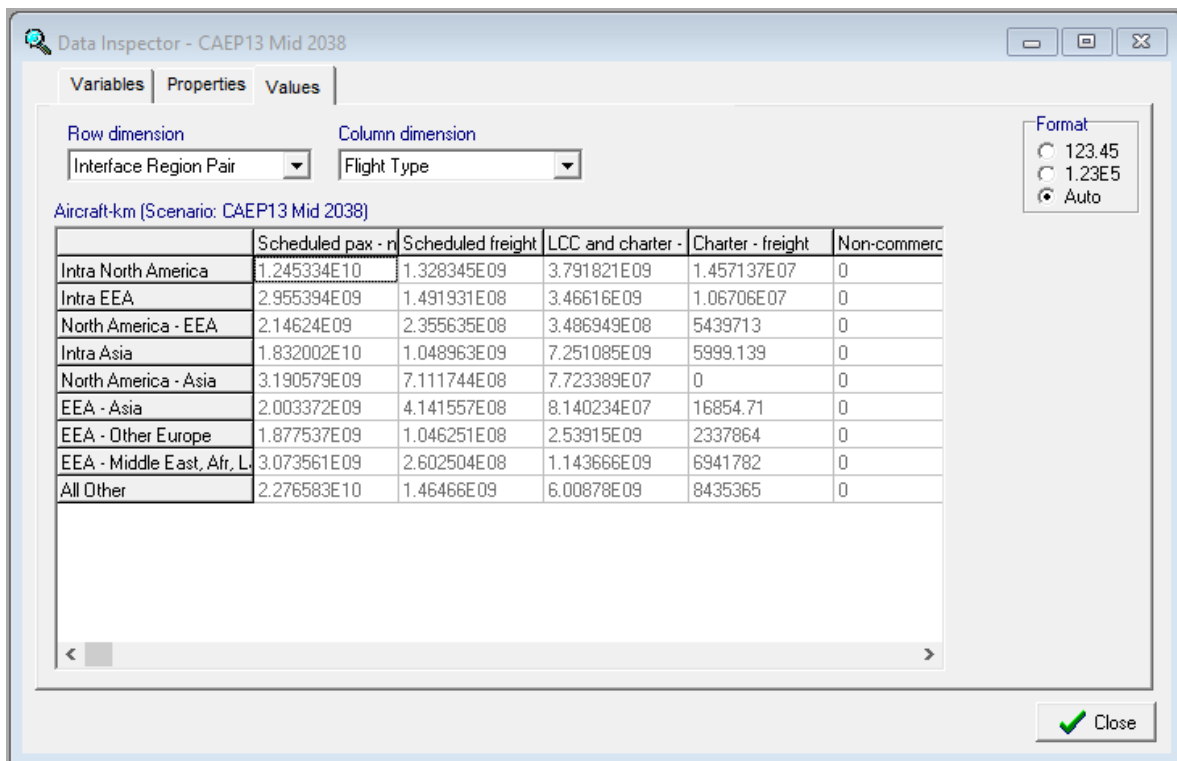 Data Inspector - CAEP13 Mid 2038
Variables Properties Values
Row dimension Column dimension Format
Interface Region Pair Flight Type 123.45
1.23E5
Auto
Aircraft-km (Scenario: CAEP13 Mid 2038)
Scheduled pax - n Scheduled freight LCC and charter - Charter - freight Non-commerc
Intra North America 1.245334E10 1.328345E09 3.791821E09 1.457137E07 0
Intra EEA 2.955394E09 1.491931E08 3.46616E09 1.06706E07 0
North America - EEA 2.14624E09 2.355635E08 3.486949E08 5439713 0
Intra Asia 1.832002E10 1.048963E09 7.251085E09 5999.139 0
North America - Asia 3.190579E09 7.111744E08 7.723389E07 0 0
EEA - Asia 2.003372E09 4.141557E08 8.140234E07 16854.71 0
EEA - Other Europe 1.877537E09 1.046251E08 2.53915E09 2337864 0
EEA - Middle East, Afr, L 3.073561E09 2.602504E08 1.143666E09 6941782 0
All Other 2.276583E10 1.46466E09 6.00878E09 8435365 0
Close